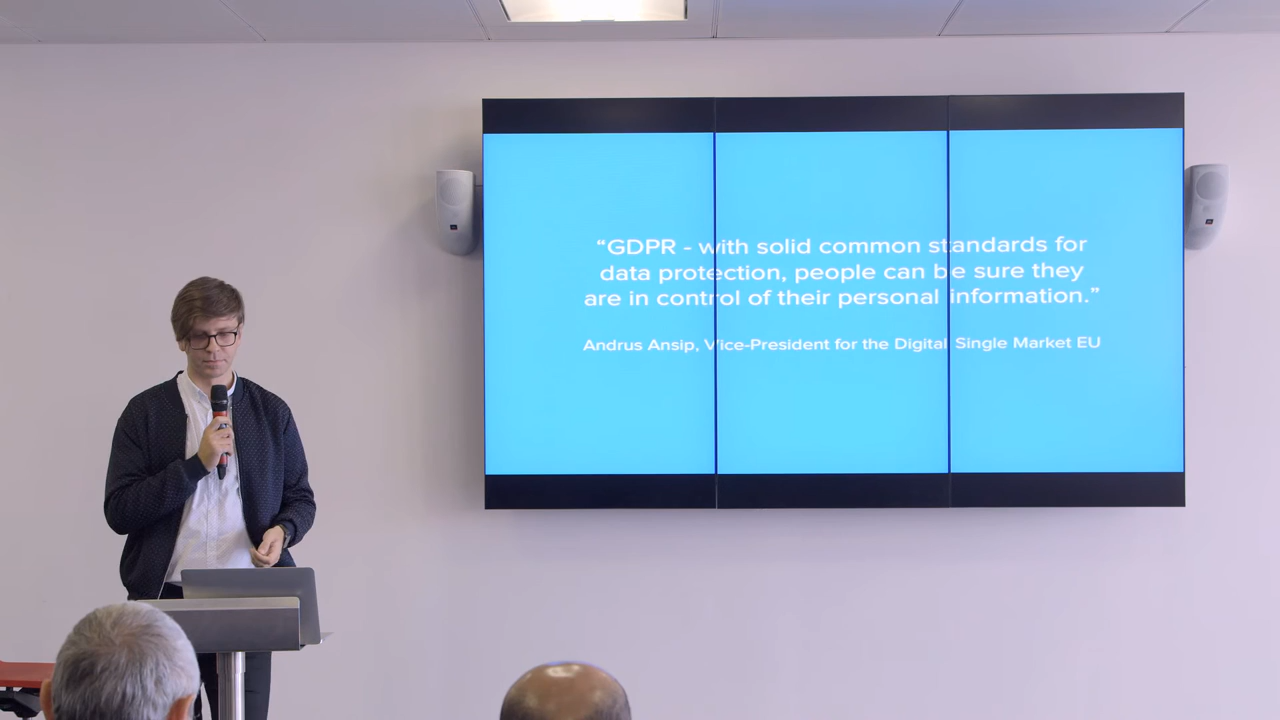 “GDPR - with solid common standards for
data protection, people can be sure they
are in control of their personal information.”
Andrus Ansip, Vice-President for the Digital Single Market EU